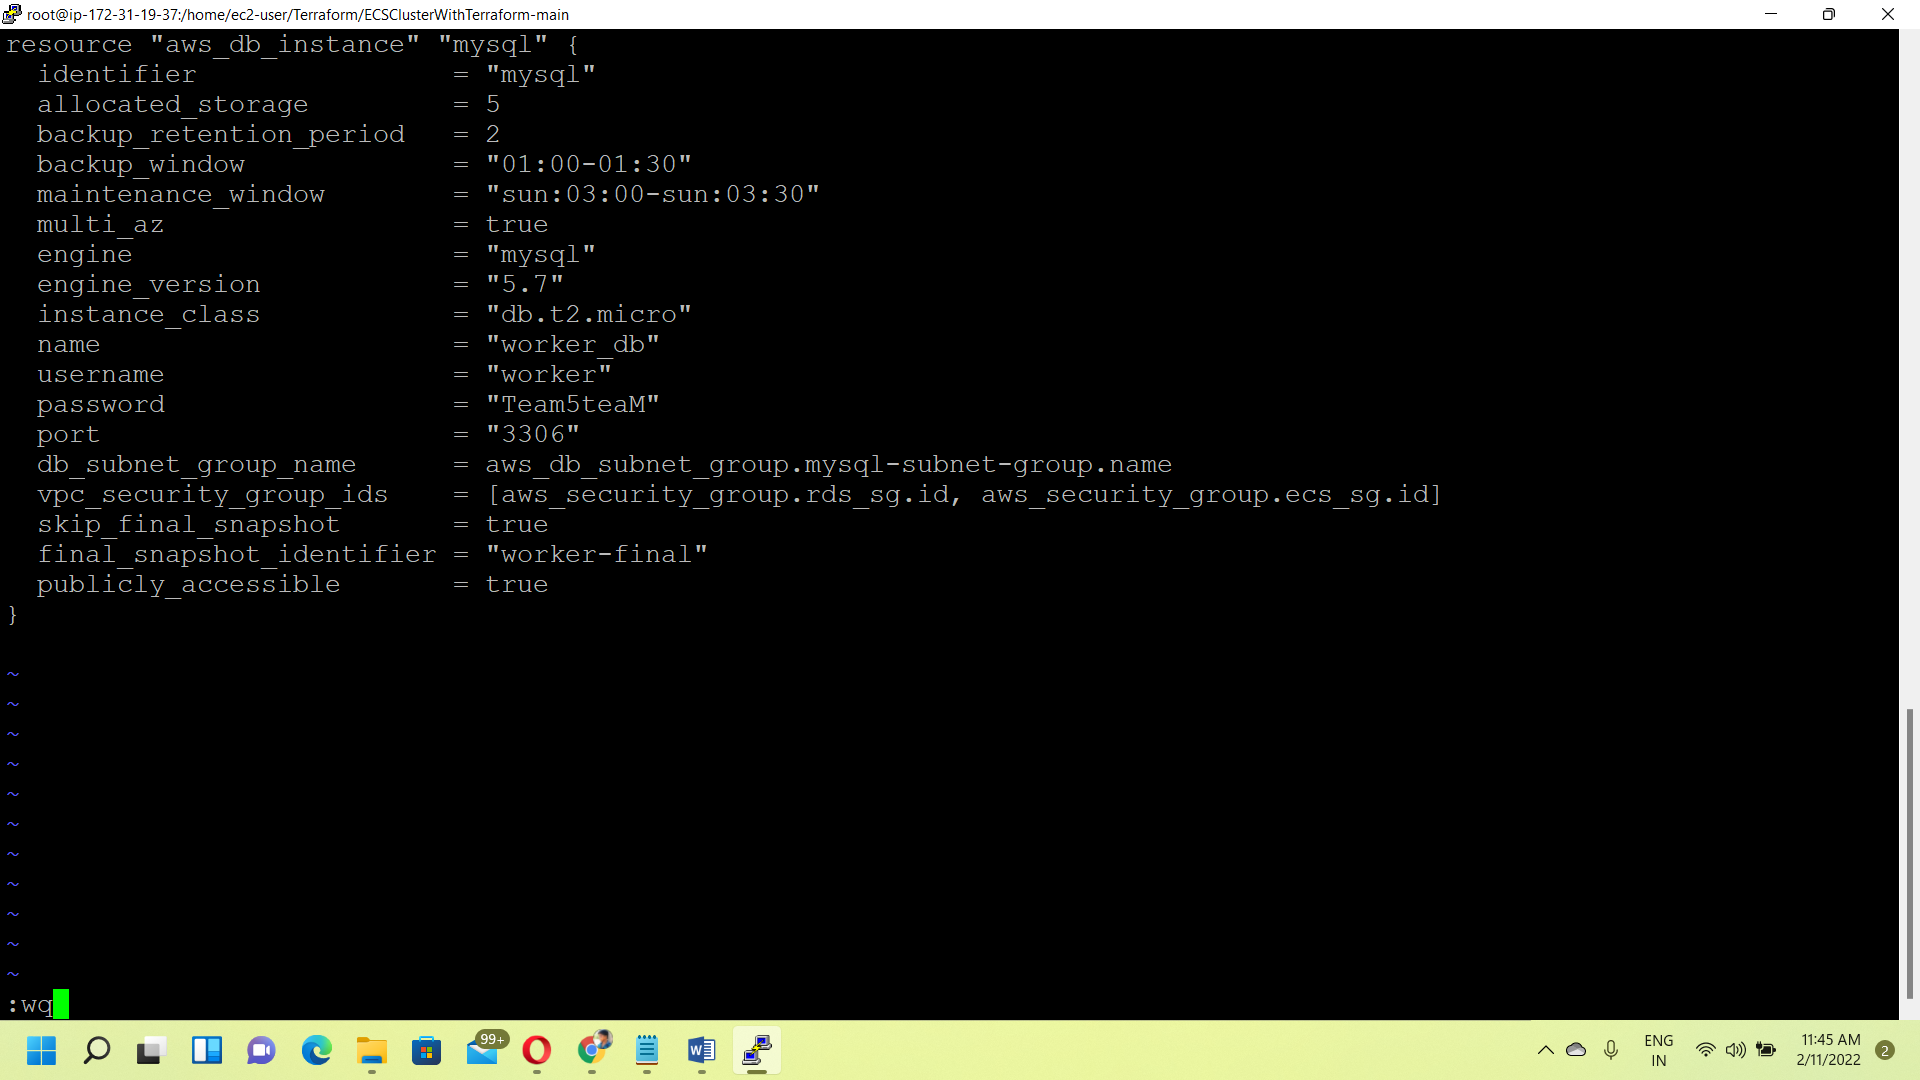 root@ip-172-31-19-37:/home/ec2-user/Terraform/ECSClusterWithTerraform-main
resource "aws_db_instance" "mysql" {
  identifier                = "mysql"
  allocated_storage         = 5
  backup_retention_period   = 2
  backup_window             = "01:00-01:30"
  maintenance_window        = "sun:03:00-sun:03:30"
  multi_az                  = true
  engine                    = "mysql"
  engine_version            = "5.7"
  instance_class            = "db.t2.micro"
  name                      = "worker_db"
  username                  = "worker"
  password                  = "Team5teaM"
  port                      = "3306"
  db_subnet_group_name      = aws_db_subnet_group.mysql-subnet-group.name
  vpc_security_group_ids    = [aws_security_group.rds_sg.id, aws_security_group.ecs_sg.id]
  skip_final_snapshot       = true
  final_snapshot_identifier = "worker-final"
  publicly_accessible       = true
}
~
~
~
~
~
~
~
~
~
~
~
:wq
99+
ENG
IN
11:45 AM
2/11/2022
2